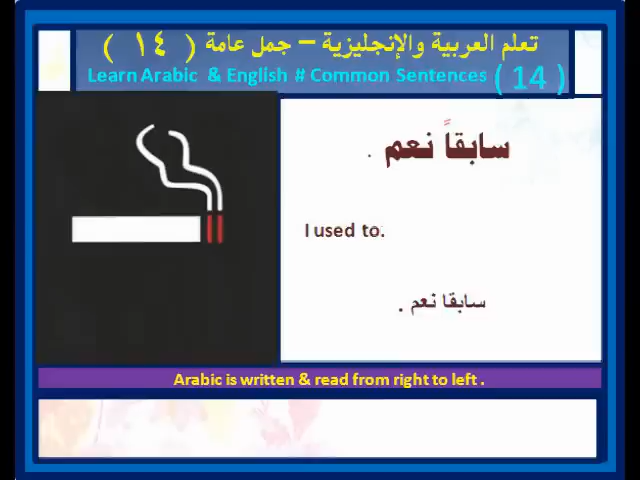 تعلم العربية والإنجليزية – جمل عامة ( ١٤ )
Learn Arabic & English # Common Sentences ( 14 )
سابقاً نعم .
I used to.
سابقا نعم .
Arabic is written & read from right to left .